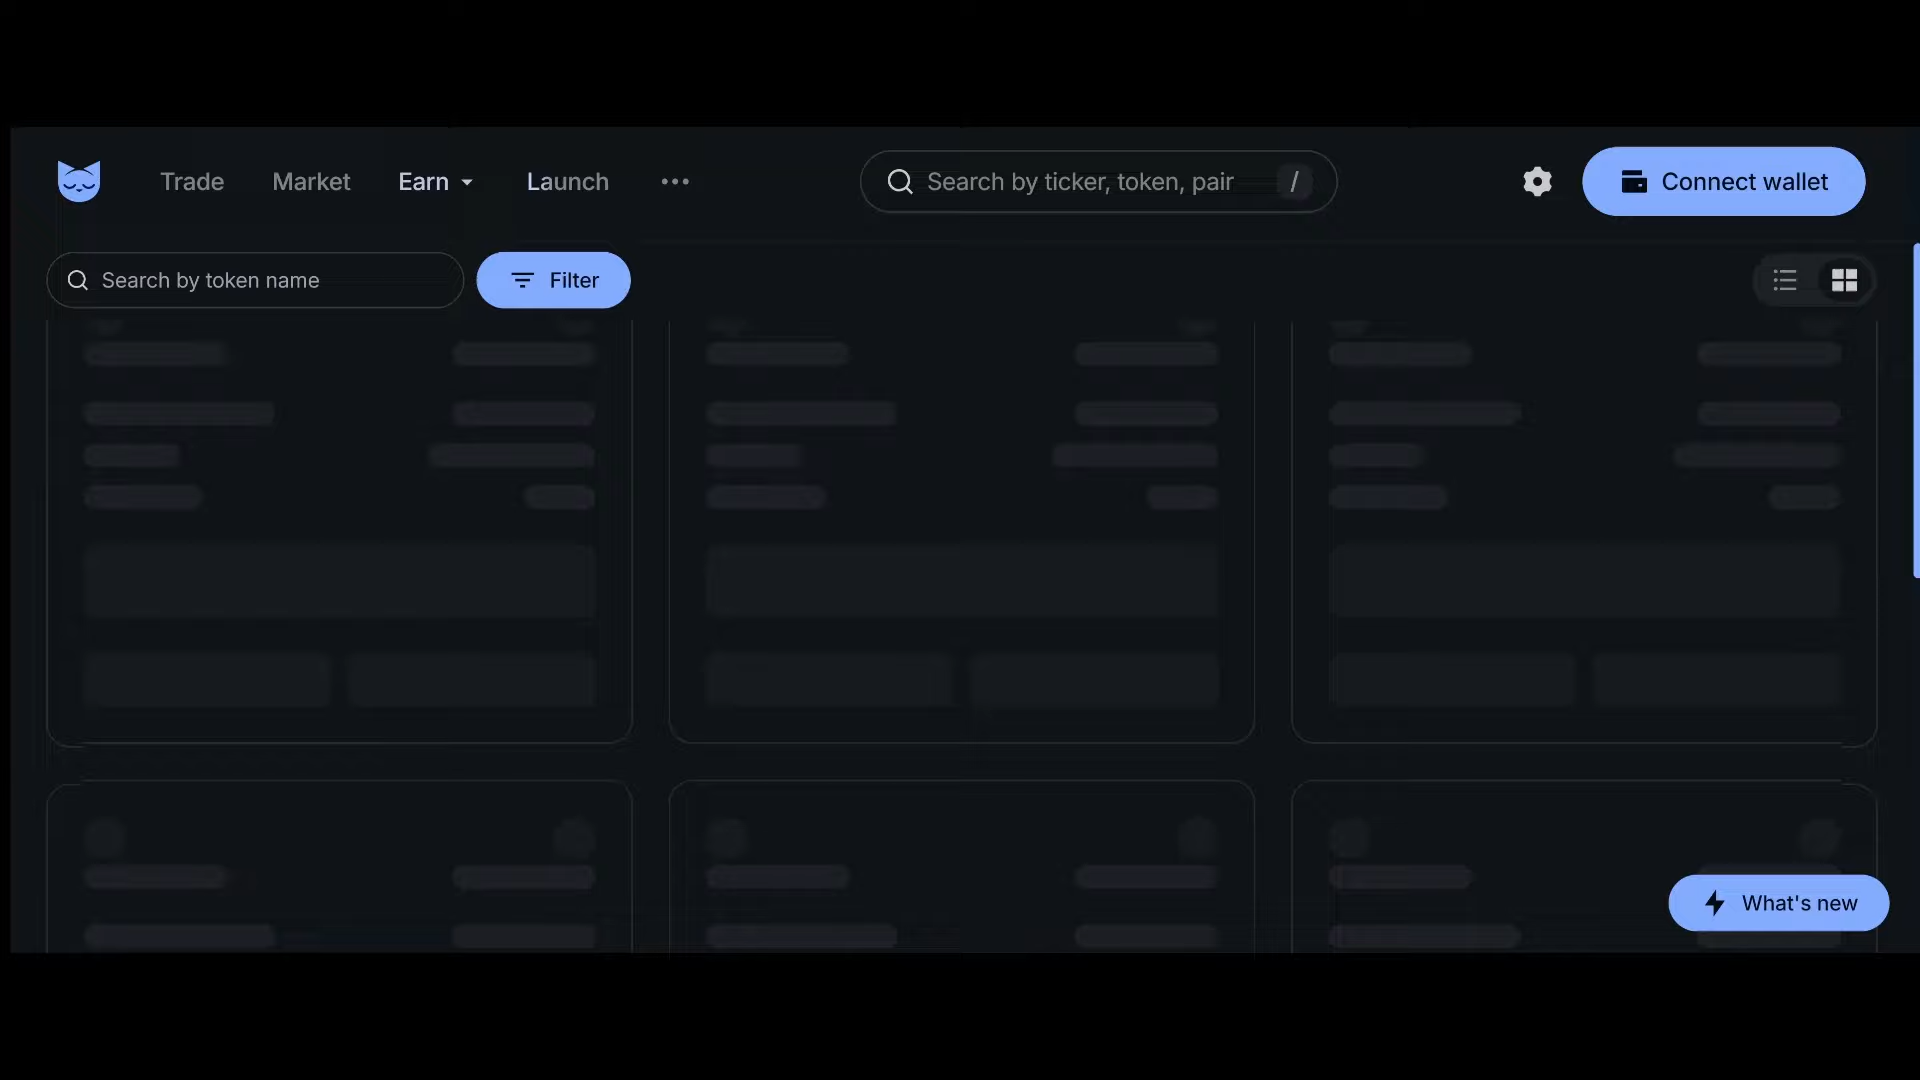 Trade Market Earn Launch ••• Search by ticker, token, pair / Connect wallet
Search by token name Filter
What's new